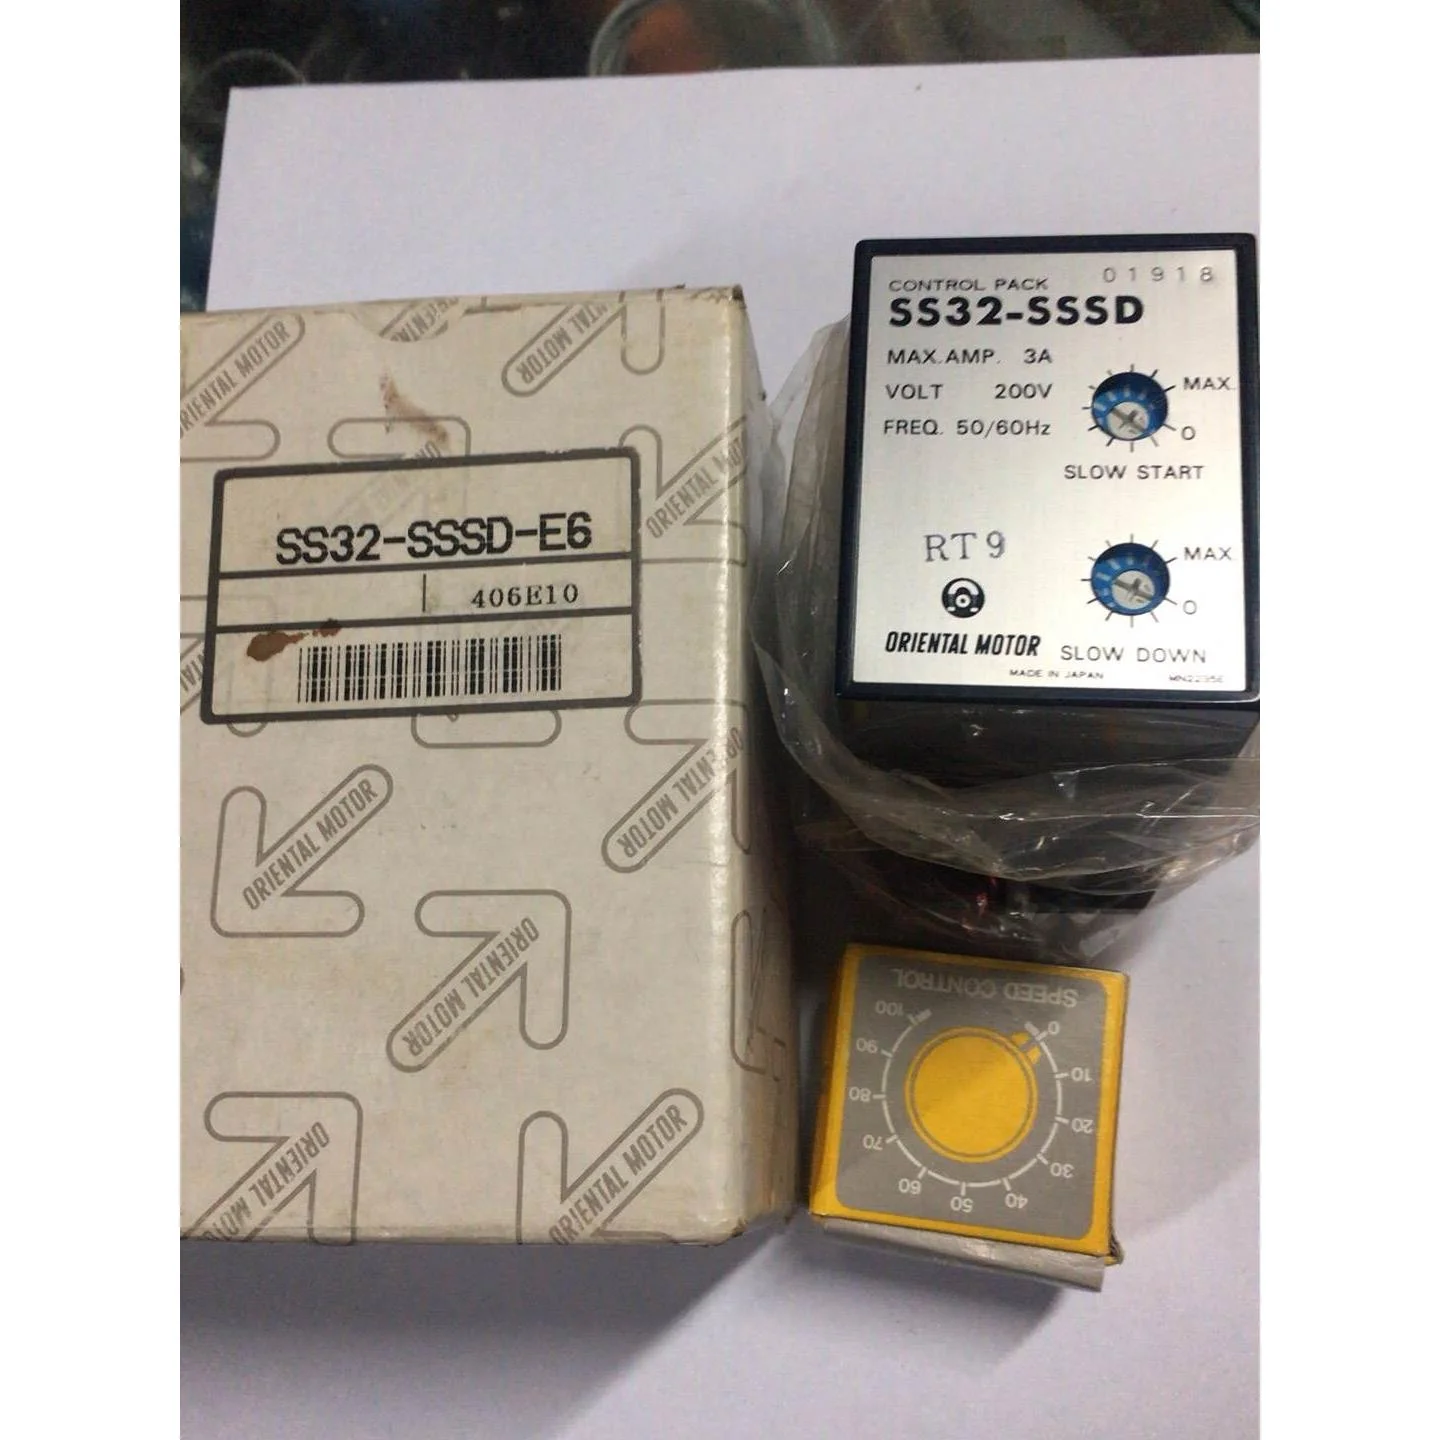 SS32-SSSD-E6
406E10
ORIENTAL MOTOR
ORIENTAL MOTOR
ORIENTAL MOTOR
ORIENTAL MOTOR
ORIENTAL MOTOR
ORIENTAL MOTOR
ORIENTAL MOTOR
CONTROL PACK 01918
SS32-SSSD
MAX. AMP. 3A
VOLT 200V
FREQ. 50/60Hz
MAX.
0
SLOW START
RT9
MAX.
0
ORIENTAL MOTOR
SLOW DOWN
MADE IN JAPAN
SPEED CONTROL
0
10
20
30
40
50
60
70
80
90
100